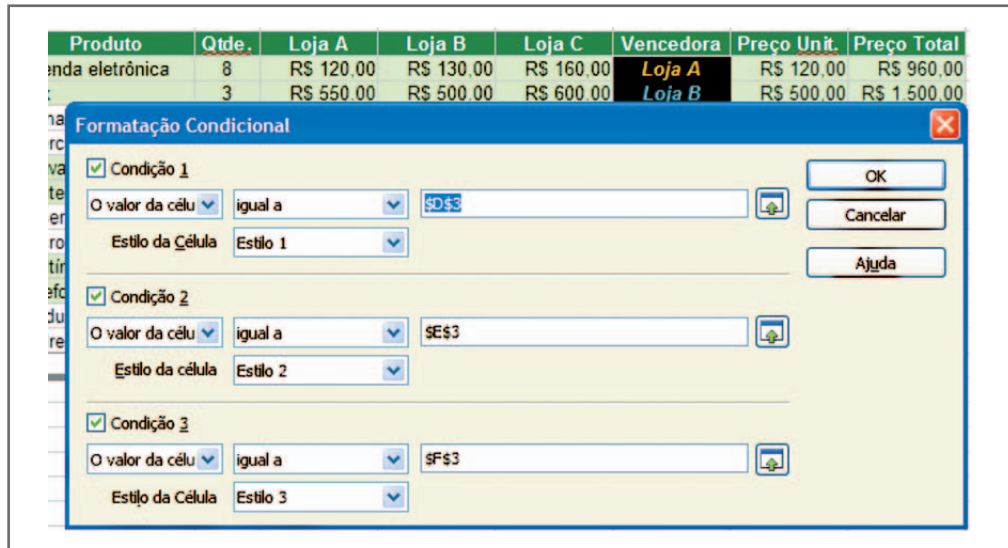 Produto Qtde. Loja A Loja B Loja C Vencedora Preço Unit. Preço Total
enda eletrônica 8 R$ 120,00 R$ 130,00 R$ 160,00 Loja A R$ 120,00 R$ 960,00
3 R$ 550,00 R$ 500,00 R$ 600,00 Loja B R$ 500,00 R$ 1.500,00
Formatação Condicional
Condição 1
OK
O valor da célu igual a $D$3
Cancelar
Estilo da Célula Estilo 1
Ajuda
Condição 2
O valor da célu igual a $E$3
Estilo da célula Estilo 2
Condição 3
O valor da célu igual a $F$3
Estilo da Célula Estilo 3